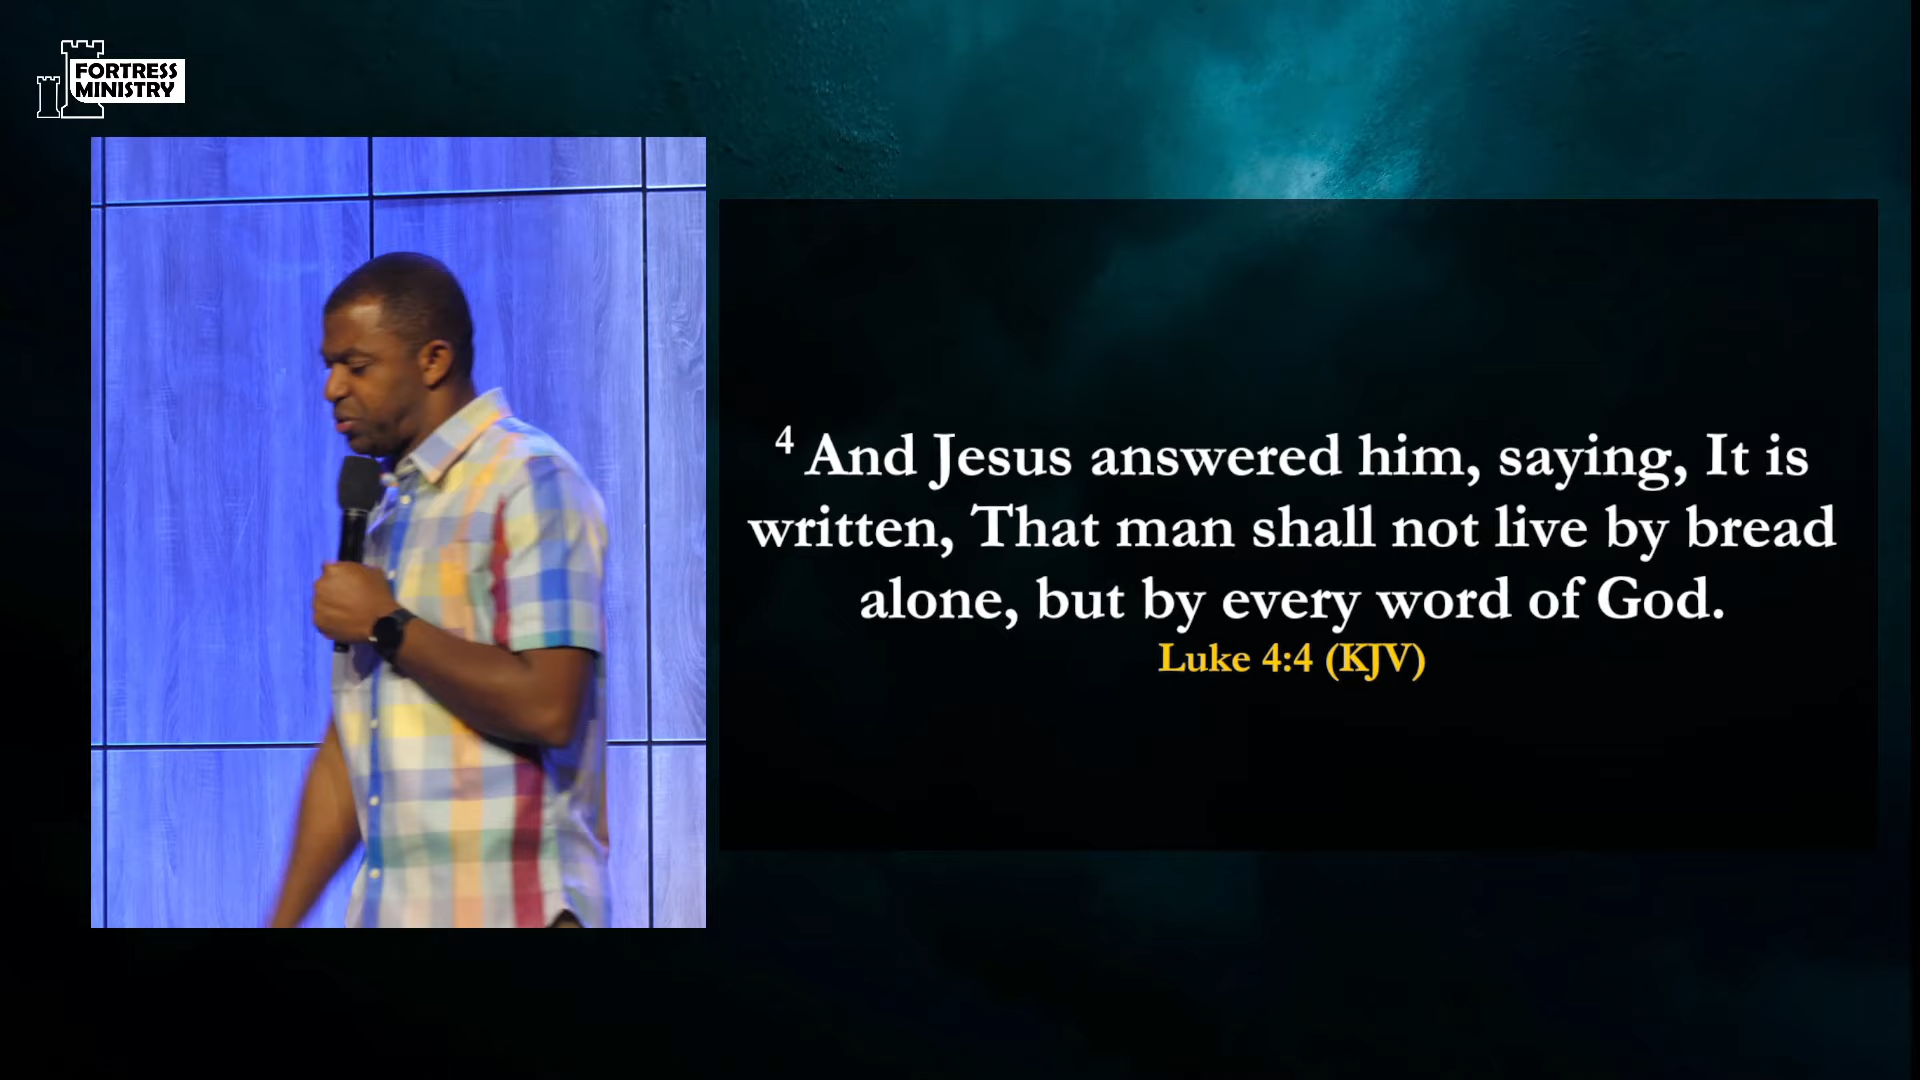 FORTRESS
MINISTRY
4 And Jesus answered him, saying, It is
written, That man shall not live by bread
alone, but by every word of God.
Luke 4:4 (KJV)